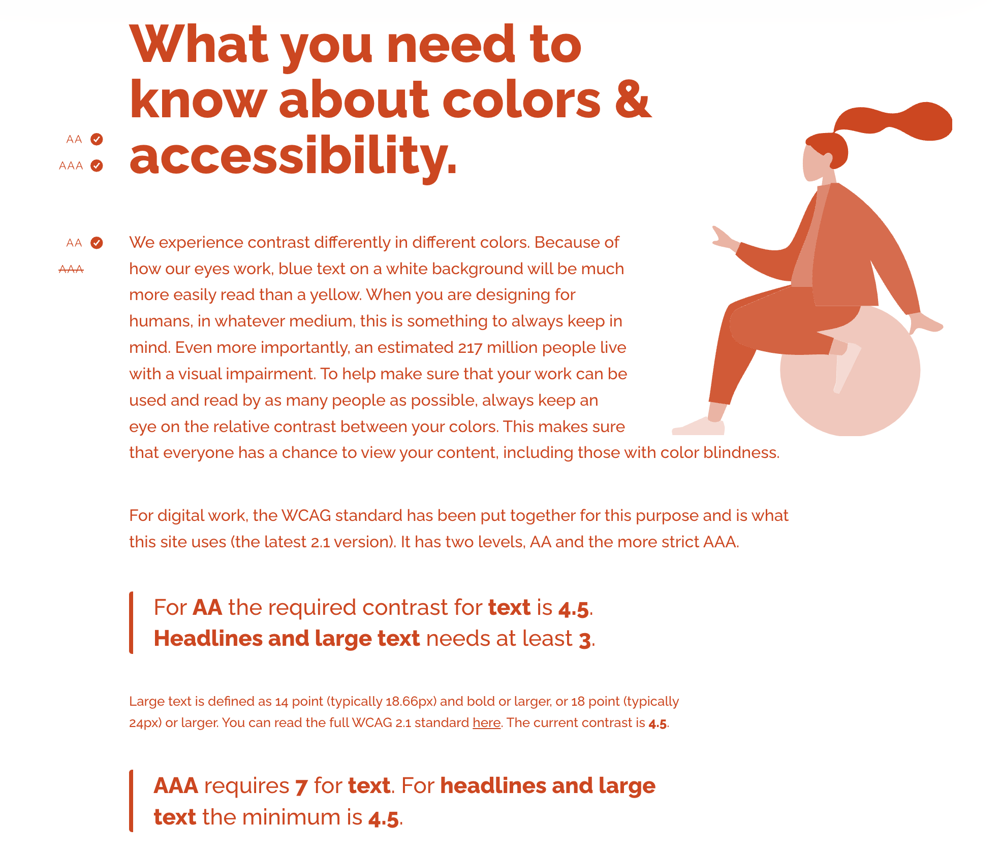 What you need to
know about colors &
accessibility.
AA
AAA
AA
AAA
We experience contrast differently in different colors. Because of
how our eyes work, blue text on a white background will be much
more easily read than a yellow. When you are designing for
humans, in whatever medium, this is something to always keep in
mind. Even more importantly, an estimated 217 million people live
with a visual impairment. To help make sure that your work can be
used and read by as many people as possible, always keep an
eye on the relative contrast between your colors. This makes sure
that everyone has a chance to view your content, including those with color blindness.
For digital work, the WCAG standard has been put together for this purpose and is what
this site uses (the latest 2.1 version). It has two levels, AA and the more strict AAA.
For AA the required contrast for text is 4.5.
Headlines and large text needs at least 3.
Large text is defined as 14 point (typically 18.66px) and bold or larger, or 18 point (typically
24px) or larger. You can read the full WCAG 2.1 standard here. The current contrast is 4.5.
AAA requires 7 for text. For headlines and large
text the minimum is 4.5.